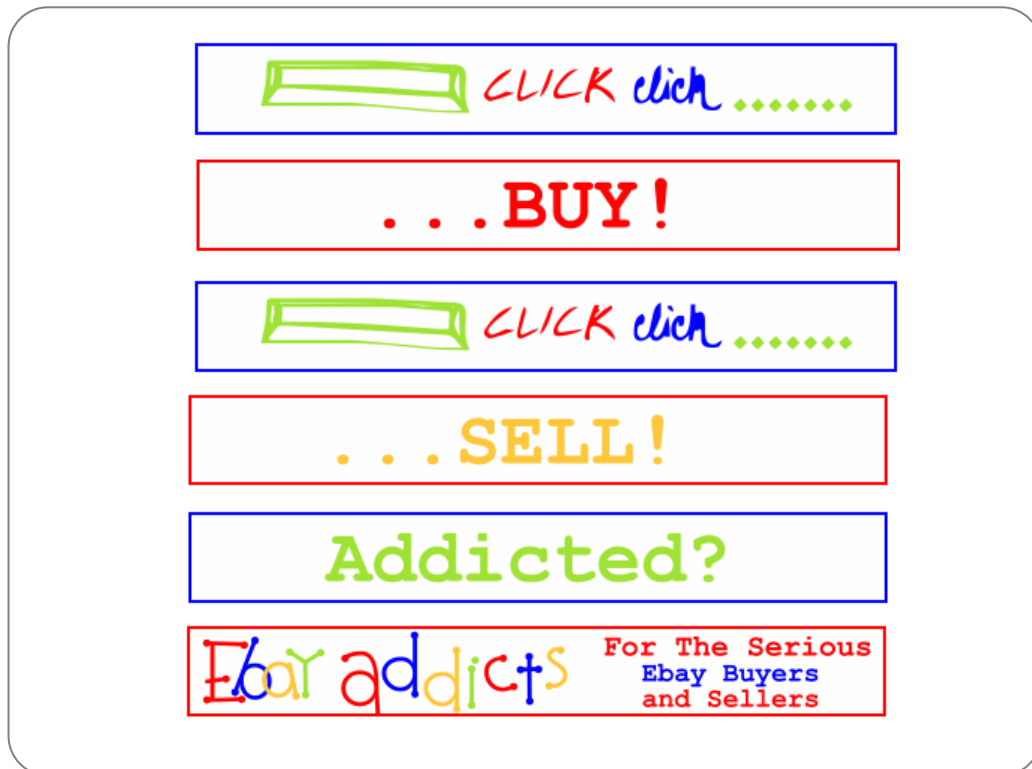 CLICK click .......
...BUY!
CLICK click .......
...SELL!
Addicted?
Ebay addicts
For The Serious
Ebay Buyers
and Sellers